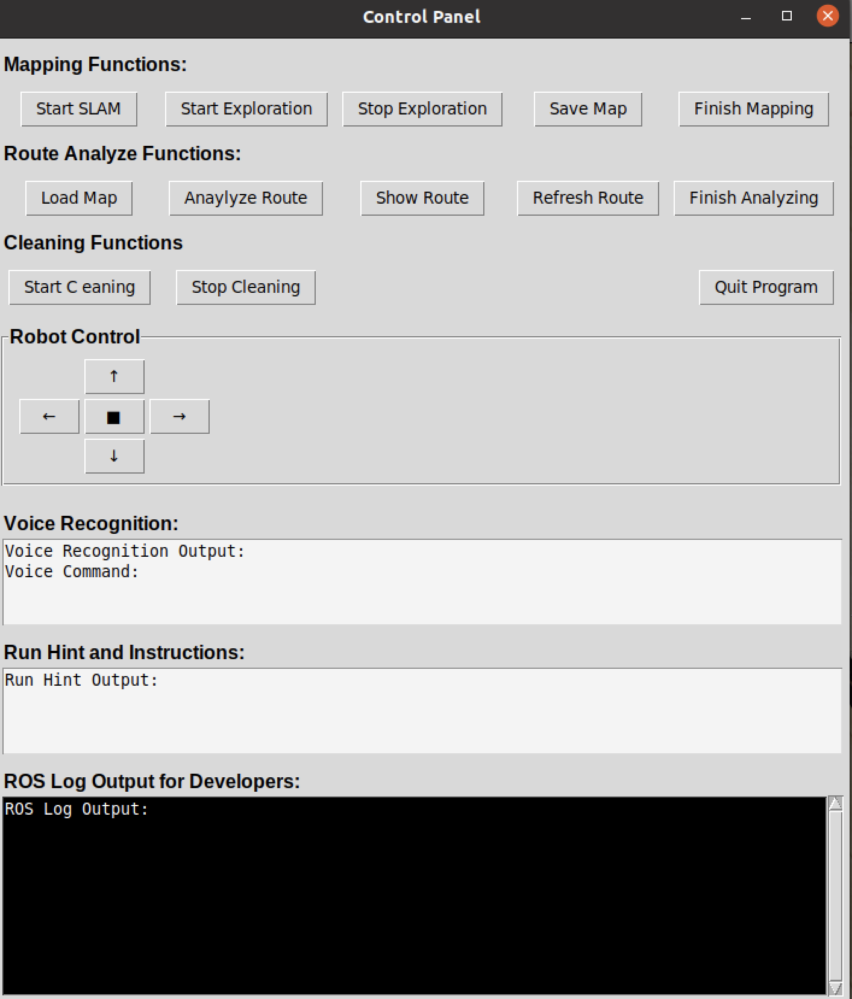 Control Panel
Mapping Functions:
Start SLAM Start Exploration Stop Exploration Save Map Finish Mapping
Route Analyze Functions:
Load Map Anaylyze Route Show Route Refresh Route Finish Analyzing
Cleaning Functions
Start C eaning Stop Cleaning Quit Program
Robot Control
↑
← ■ →
↓
Voice Recognition:
Voice Recognition Output:
Voice Command:
Run Hint and Instructions:
Run Hint Output:
ROS Log Output for Developers:
ROS Log Output: